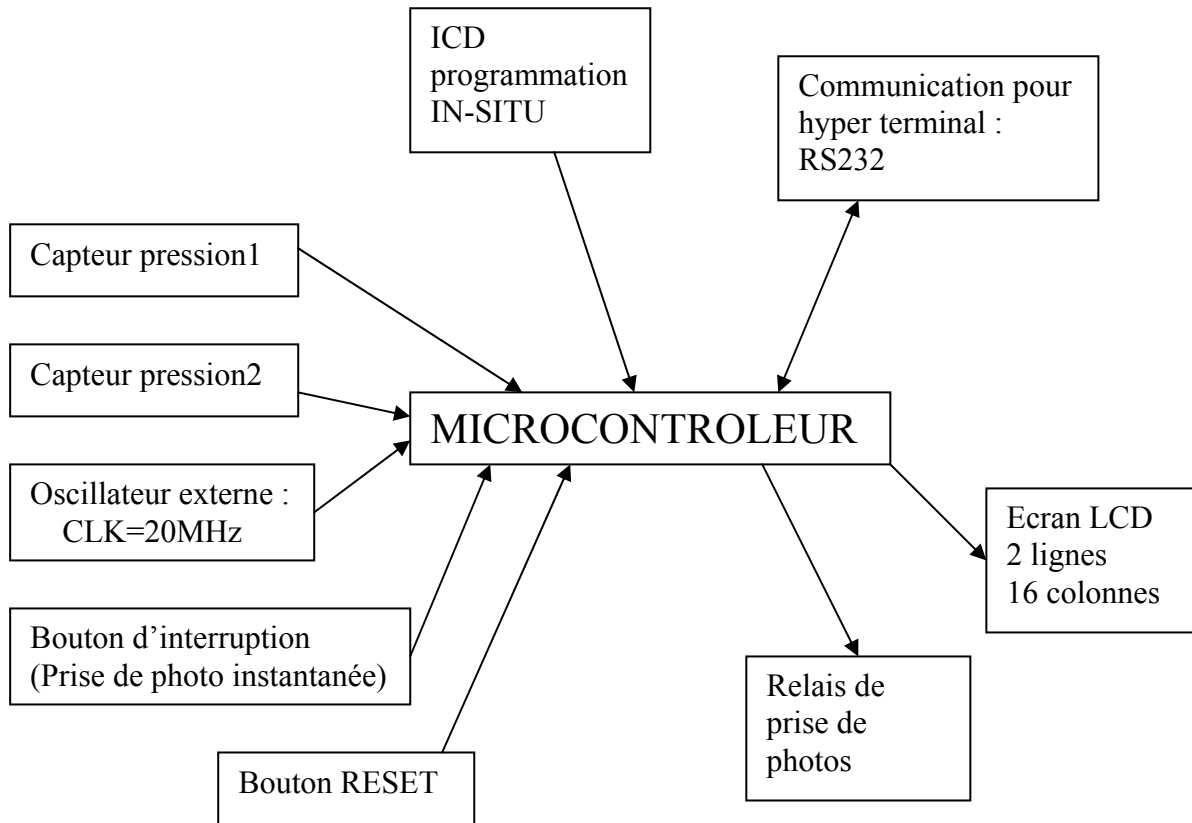 ICD
programmation
IN-SITU
Communication pour
hyper terminal :
RS232
Capteur pression1
Capteur pression2
MICROCONTROLEUR
Oscillateur externe :
CLK=20MHz
Ecran LCD
2 lignes
16 colonnes
Bouton d’interruption
(Prise de photo instantanée)
Relais de
prise de
photos
Bouton RESET